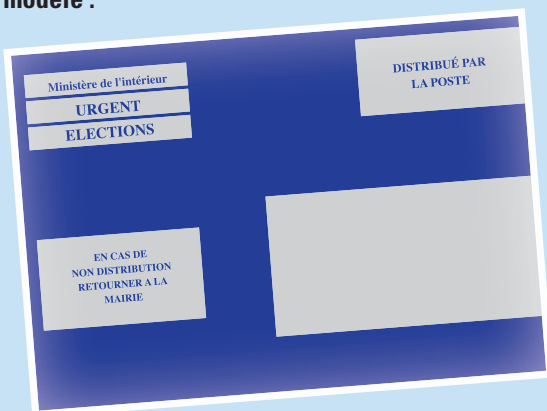 modèle :
Ministère de l'intérieur
URGENT
ELECTIONS
DISTRIBUÉ PAR
LA POSTE
EN CAS DE
NON DISTRIBUTION
RETOURNER A LA
MAIRIE